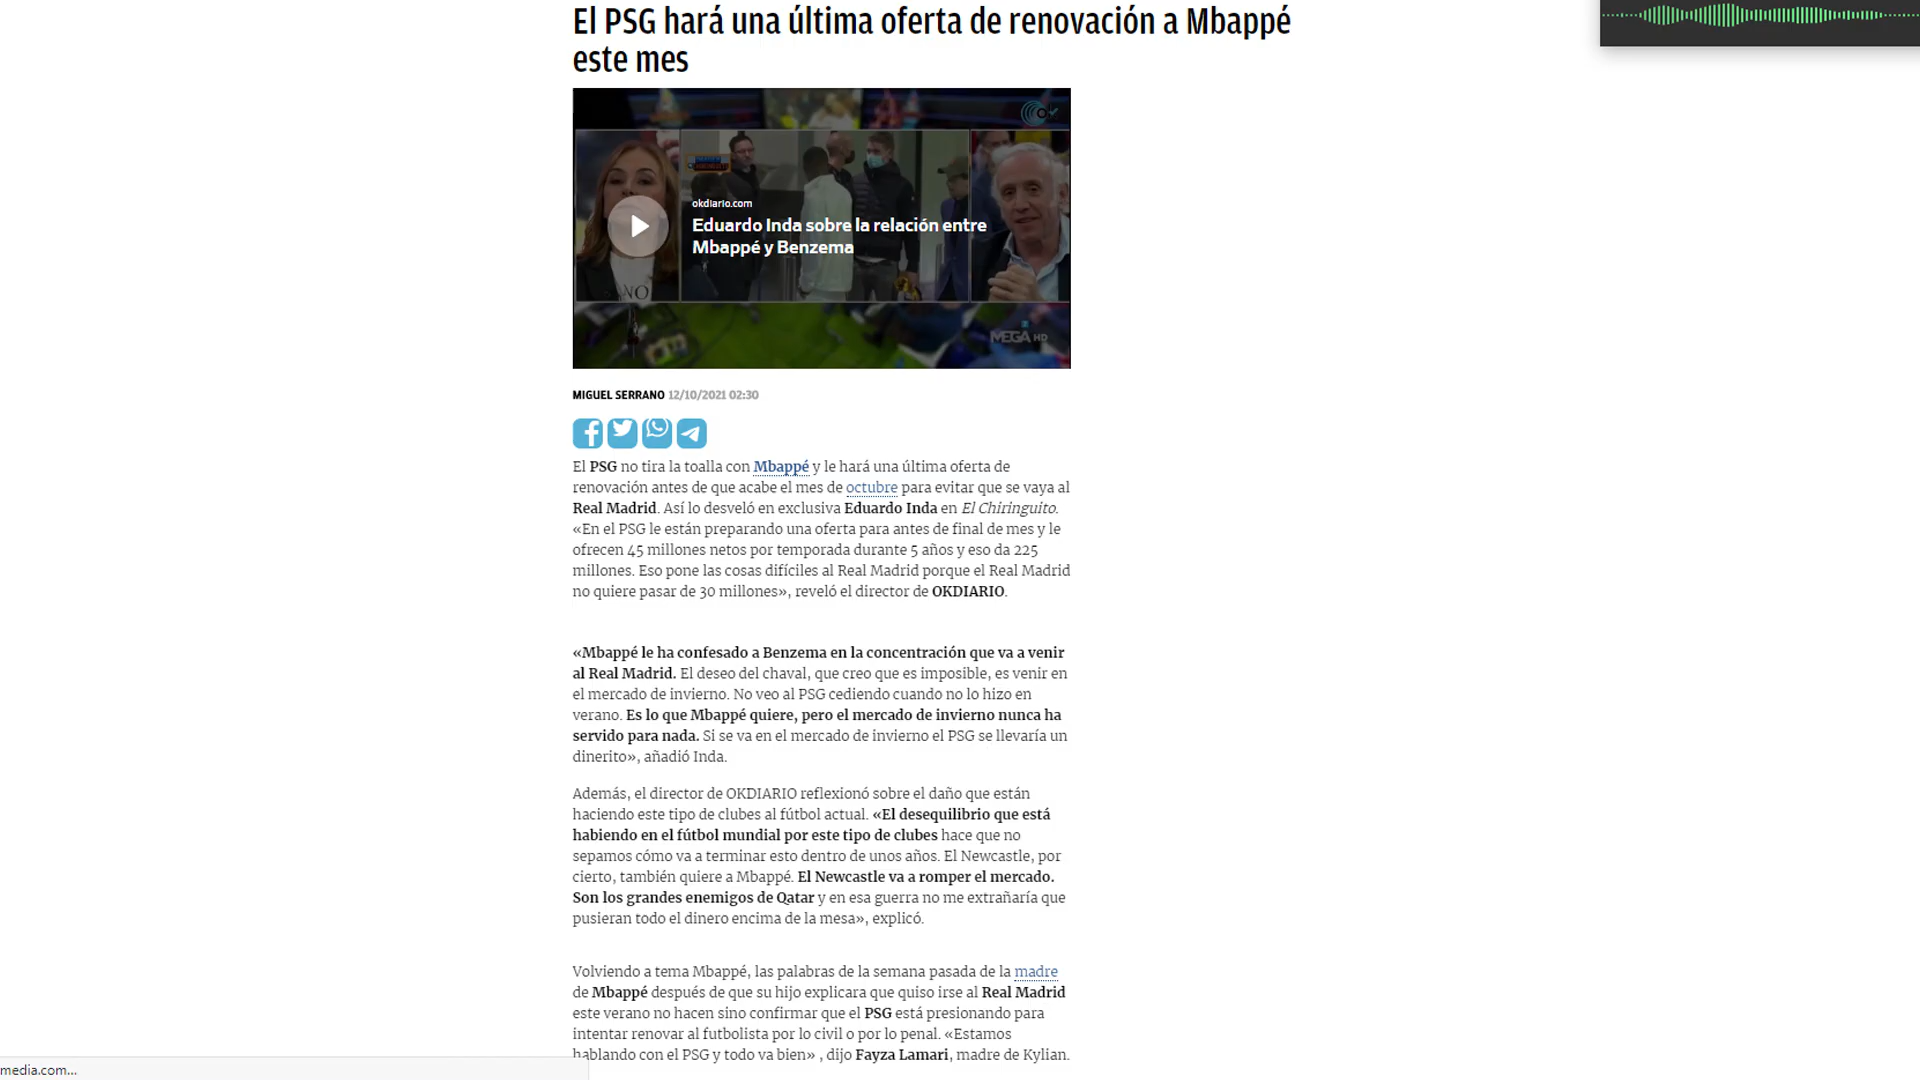 El PSG hará una última oferta de renovación a Mbappé
este mes
okdiario.com
Eduardo Inda sobre la relación entre
Mbappé y Benzema
MEGA HD
MIGUEL SERRANO 12/10/2021 02:30
El PSG no tira la toalla con Mbappé y le hará una última oferta de
renovación antes de que acabe el mes de octubre para evitar que se vaya al
Real Madrid. Así lo desveló en exclusiva Eduardo Inda en El Chiringuito.
«En el PSG le están preparando una oferta para antes de final de mes y le
ofrecen 45 millones netos por temporada durante 5 años y eso da 225
millones. Eso pone las cosas difíciles al Real Madrid porque el Real Madrid
no quiere pasar de 30 millones», reveló el director de OKDIARIO.
«Mbappé le ha confesado a Benzema en la concentración que va a venir
al Real Madrid. El deseo del chaval, que creo que es imposible, es venir en
el mercado de invierno. No veo al PSG cediendo cuando no lo hizo en
verano. Es lo que Mbappé quiere, pero el mercado de invierno nunca ha
servido para nada. Si se va en el mercado de invierno el PSG se llevaría un
dinerito», añadió Inda.
Además, el director de OKDIARIO reflexionó sobre el daño que están
haciendo este tipo de clubes al fútbol actual. «El desequilibrio que está
habiendo en el fútbol mundial por este tipo de clubes hace que no
sepamos cómo va a terminar esto dentro de unos años. El Newcastle, por
cierto, también quiere a Mbappé. El Newcastle va a romper el mercado.
Son los grandes enemigos de Qatar y en esa guerra no me extrañaría que
pusieran todo el dinero encima de la mesa», explicó.
Volviendo a tema Mbappé, las palabras de la semana pasada de la madre
de Mbappé después de que su hijo explicara que quiso irse al Real Madrid
este verano no hacen sino confirmar que el PSG está presionando para
intentar renovar al futbolista por lo civil o por lo penal. «Estamos
hablando con el PSG y todo va bien» , dijo Fayza Lamari, madre de Kylian.
media.com...